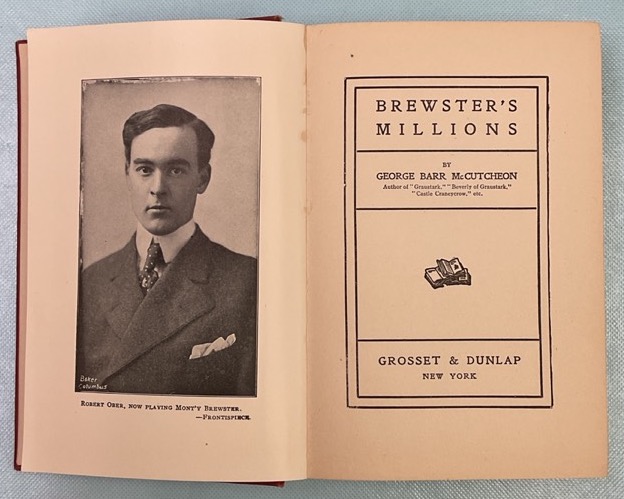 Baker
Columbus
ROBERT OBER, NOW PLAYING MONT'Y BREWSTER.
—FRONTISPIECE
BREWSTER'S
MILLIONS
BY
GEORGE BARR McCUTCHEON
Author of "Graustark," "Beverly of Graustark,"
"Castle Craneycrow," etc.
GROSSET & DUNLAP
NEW YORK